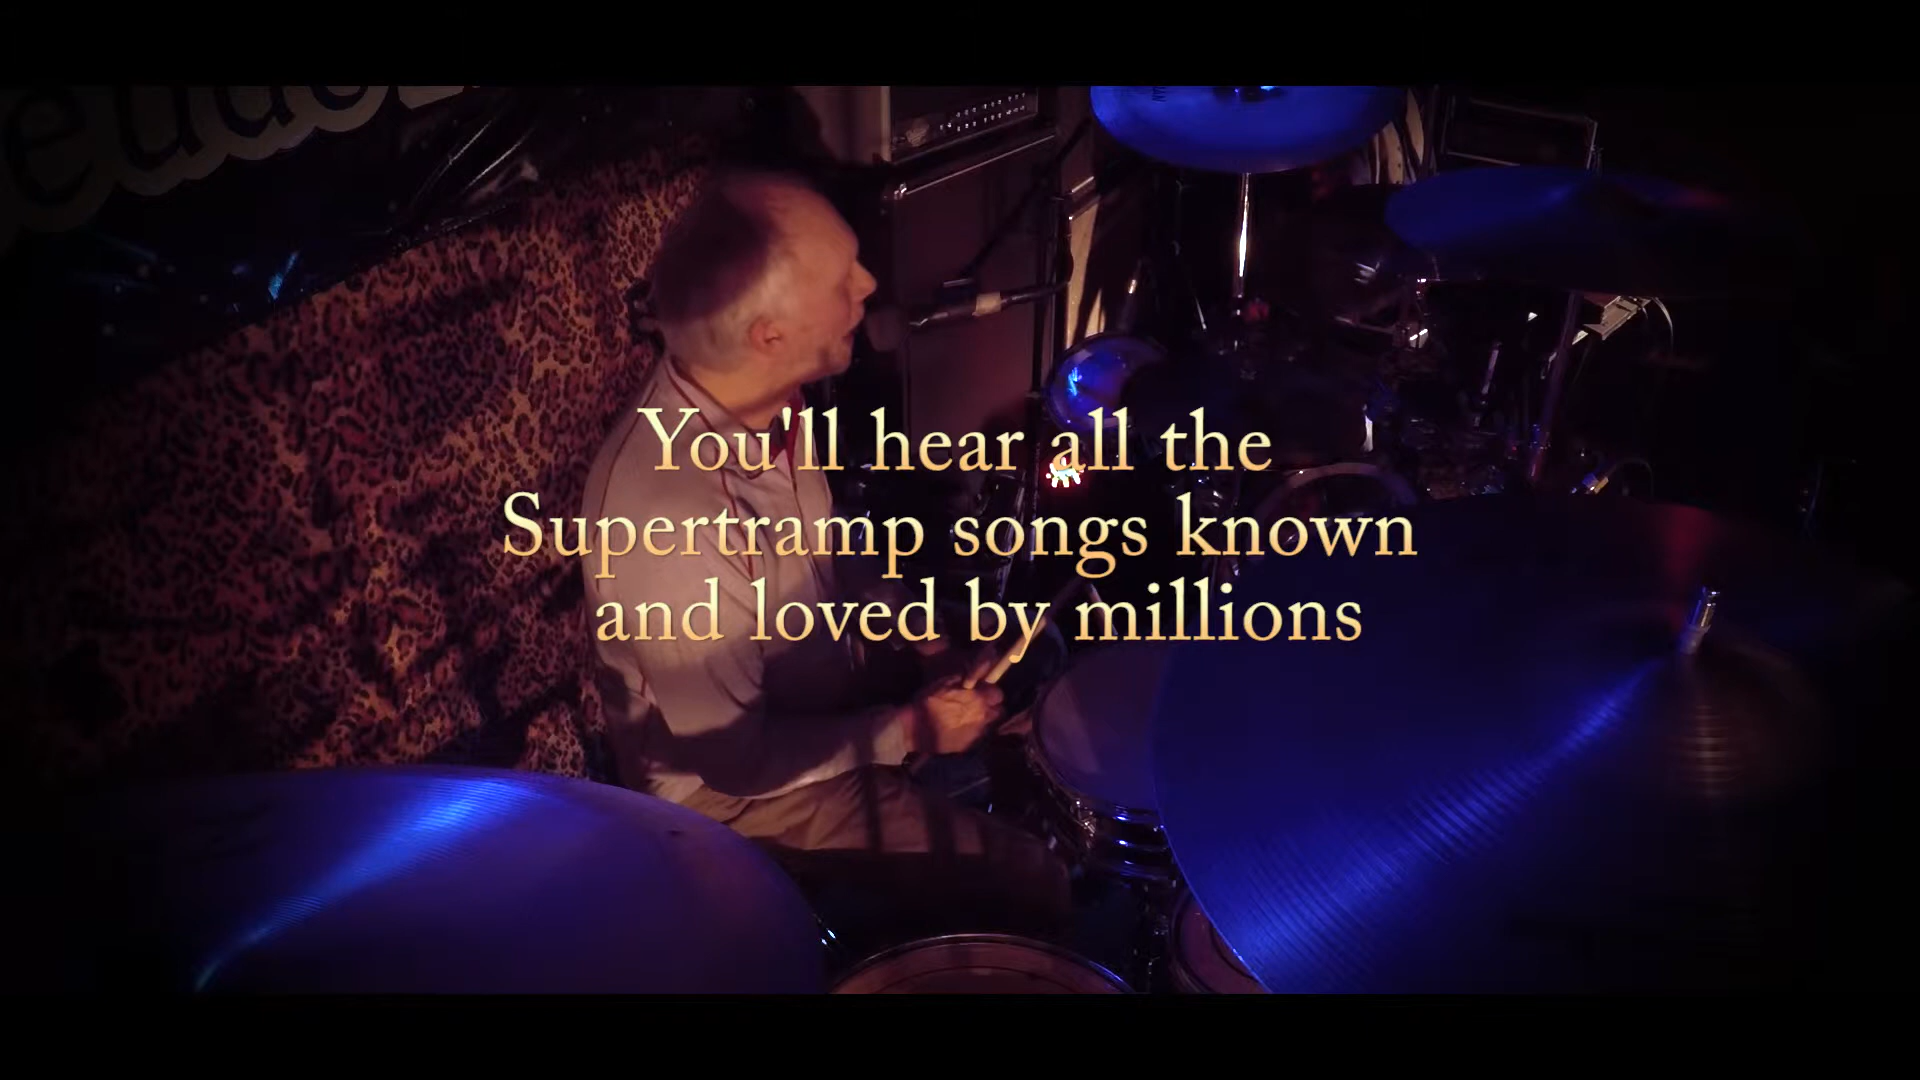 You'll hear all the
Supertramp songs known
and loved by millions